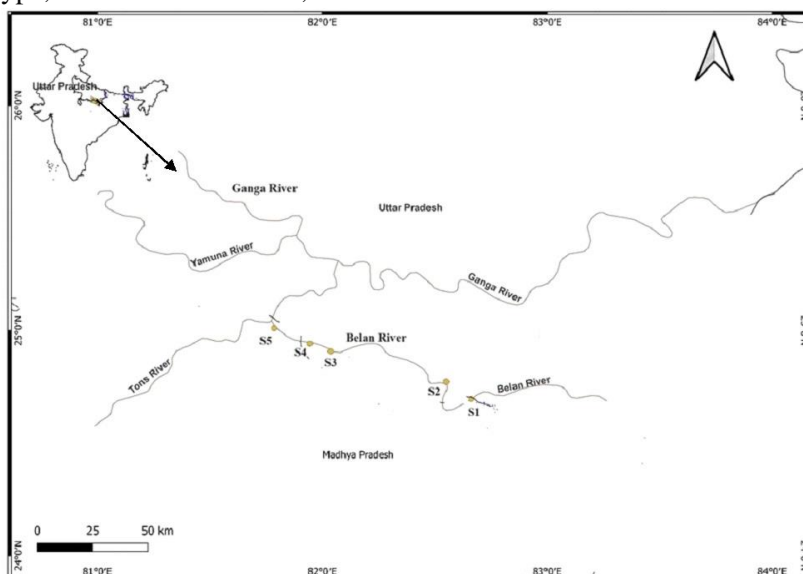 81°0'E 82°0'E 83°0'E 84°0'E
Uttar Pradesh
26°0'N
Ganga River
Uttar Pradesh
Yamuna River
Ganga River
25°0'N
S5
S4
S3
Belan River
Tons River
S2
Belan River
S1
Madhya Pradesh
0 25 50 km
24°0'N
81°0'E 82°0'E 83°0'E 84°0'E